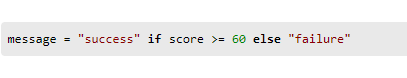 message = "success" if score >= 60 else "failure"